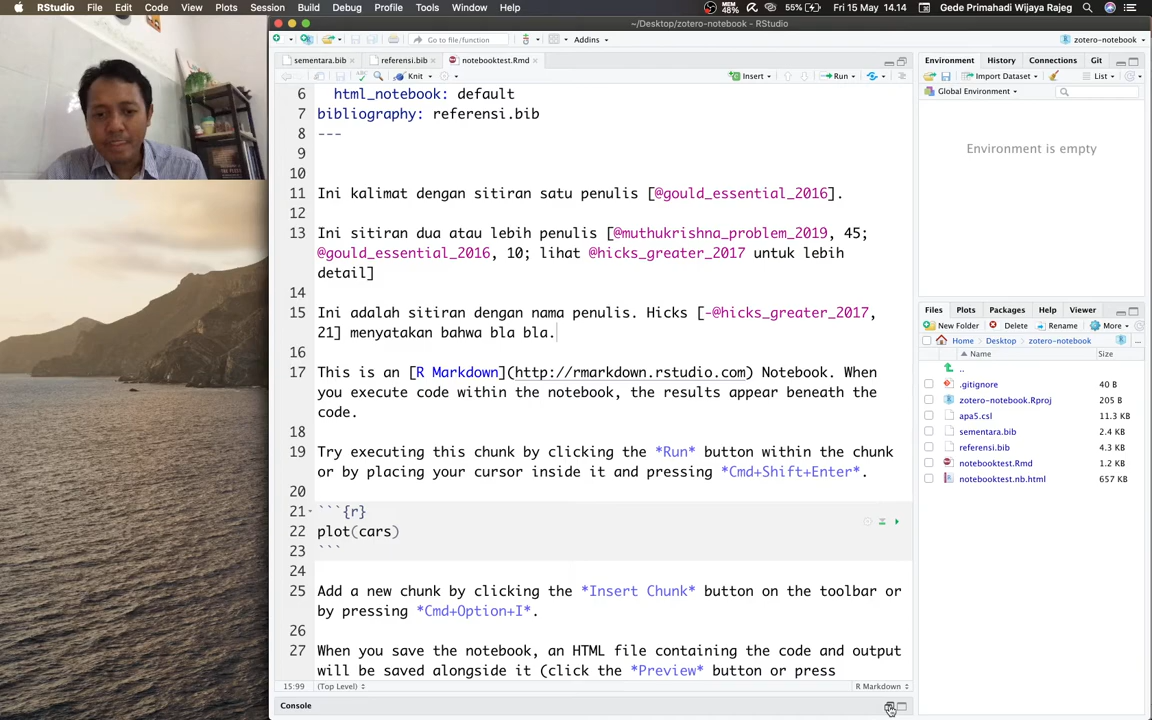 RStudio File Edit Code View Plots Session Build Debug Profile Tools Window Help MEM 48% 55% Fri 15 May 14.14 Gede Primahadi Wijaya Rajeg
~/Desktop/zotero-notebook - RStudio
Go to file/function Addins zotero-notebook
sementara.bib referensi.bib notebooktest.Rmd
Knit Insert Run
6 html_notebook: default
7 bibliography: referensi.bib
8 ---
9
10
11 Ini kalimat dengan sitiran satu penulis [@gould_essential_2016].
12
13 Ini sitiran dua atau lebih penulis [@muthukrishna_problem_2019, 45;
@gould_essential_2016, 10; lihat @hicks_greater_2017 untuk lebih
detail]
14
15 Ini adalah sitiran dengan nama penulis. Hicks [-@hicks_greater_2017,
21] menyatakan bahwa bla bla.
16
17 This is an [R Markdown](http://rmarkdown.rstudio.com) Notebook. When
you execute code within the notebook, the results appear beneath the
code.
18
19 Try executing this chunk by clicking the *Run* button within the chunk
or by placing your cursor inside it and pressing *Cmd+Shift+Enter*.
20
21 ```{r}
22 plot(cars)
23 ```
24
25 Add a new chunk by clicking the *Insert Chunk* button on the toolbar or
by pressing *Cmd+Option+I*.
26
27 When you save the notebook, an HTML file containing the code and output
will be saved alongside it (click the *Preview* button or press
15:99 (Top Level) R Markdown
Console
Environment History Connections Git
Import Dataset List
Global Environment
Environment is empty
Files Plots Packages Help Viewer
New Folder Delete Rename More
Home Desktop zotero-notebook ...
Name Size
..
.gitignore 40 B
zotero-notebook.Rproj 205 B
apa5.csl 11.3 KB
sementara.bib 2.4 KB
referensi.bib 4.3 KB
notebooktest.Rmd 1.2 KB
notebooktest.nb.html 657 KB